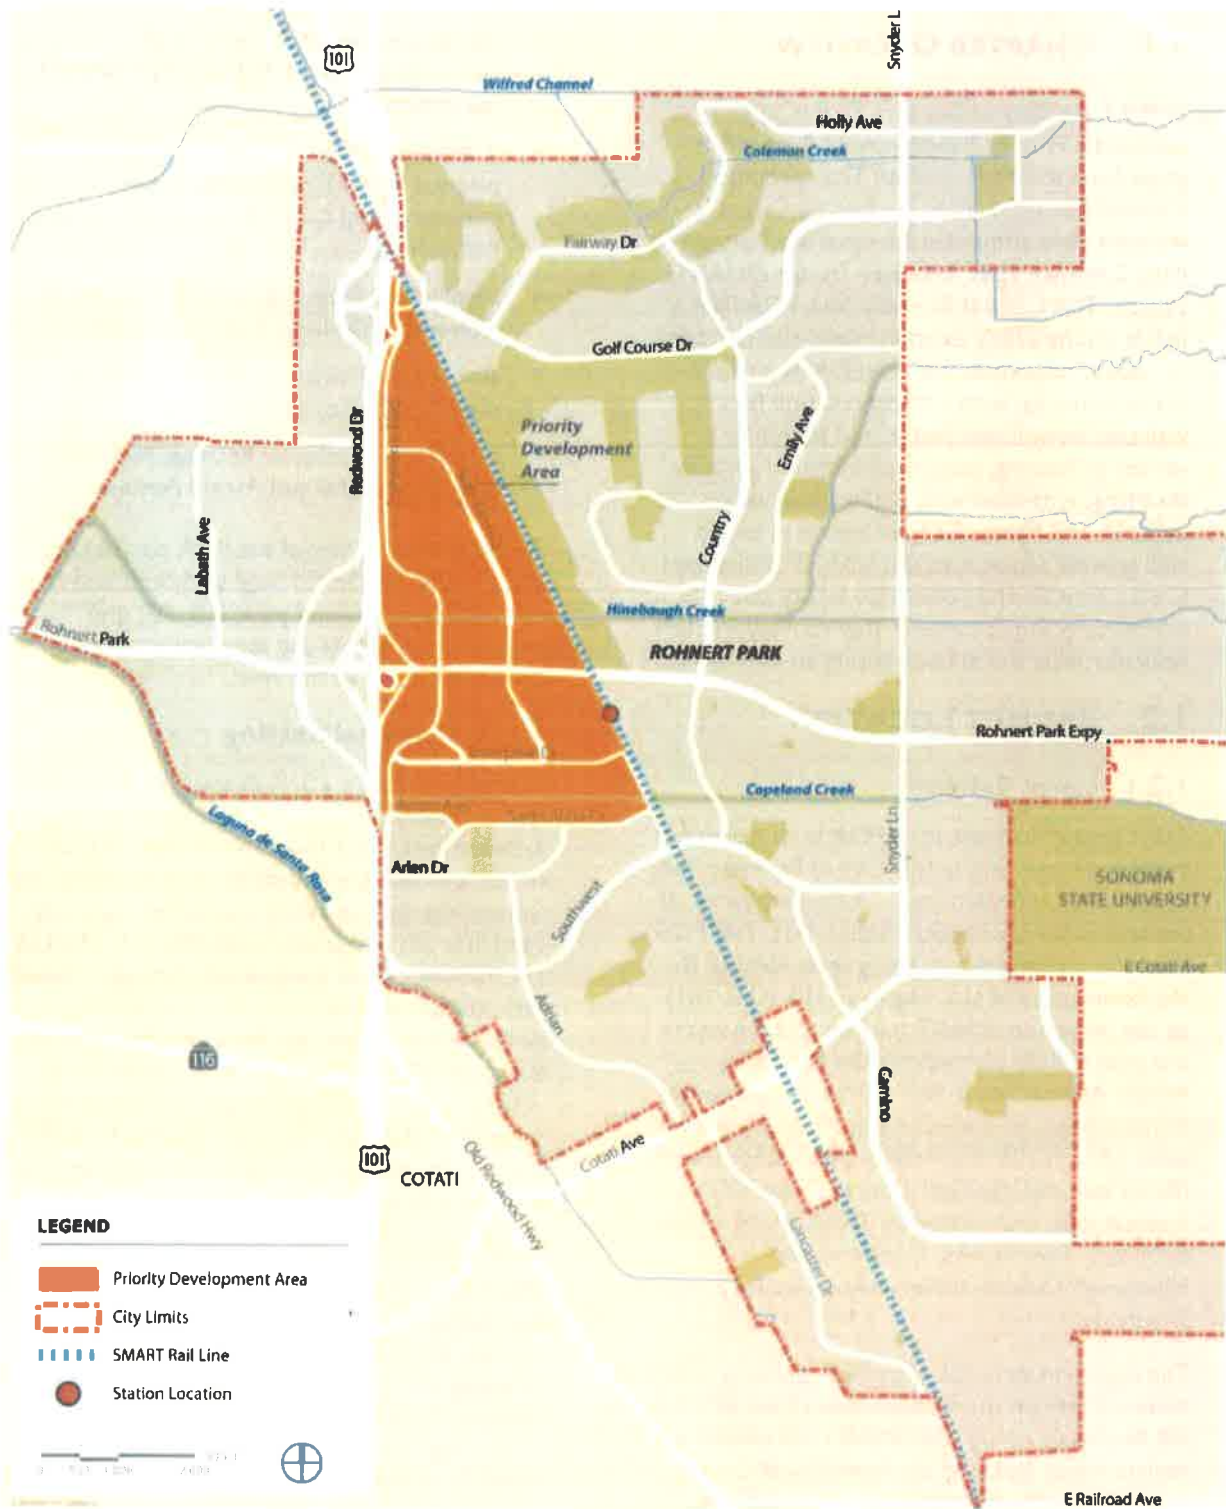 101
Snyder L
Wilfred Channel
Holly Ave
Coleman Creek
Fairway Dr
Golf Course Dr
Redwood Dr
Priority
Development
Area
Emily Ave
Country
Labath Ave
Hinebaugh Creek
Rohnert Park
ROHNERT PARK
Rohnert Park Expy
Copeland Creek
Laguna de Santa Rosa
Snyder Ln
Arlen Dr
SONOMA
STATE UNIVERSITY
Southwest
E Cotati Ave
Adrian
116
Camino
101
COTATI
Cotati Ave
Old Redwood Hwy
Lancaster Dr
LEGEND
Priority Development Area
City Limits
SMART Rail Line
Station Location
0
E Railroad Ave